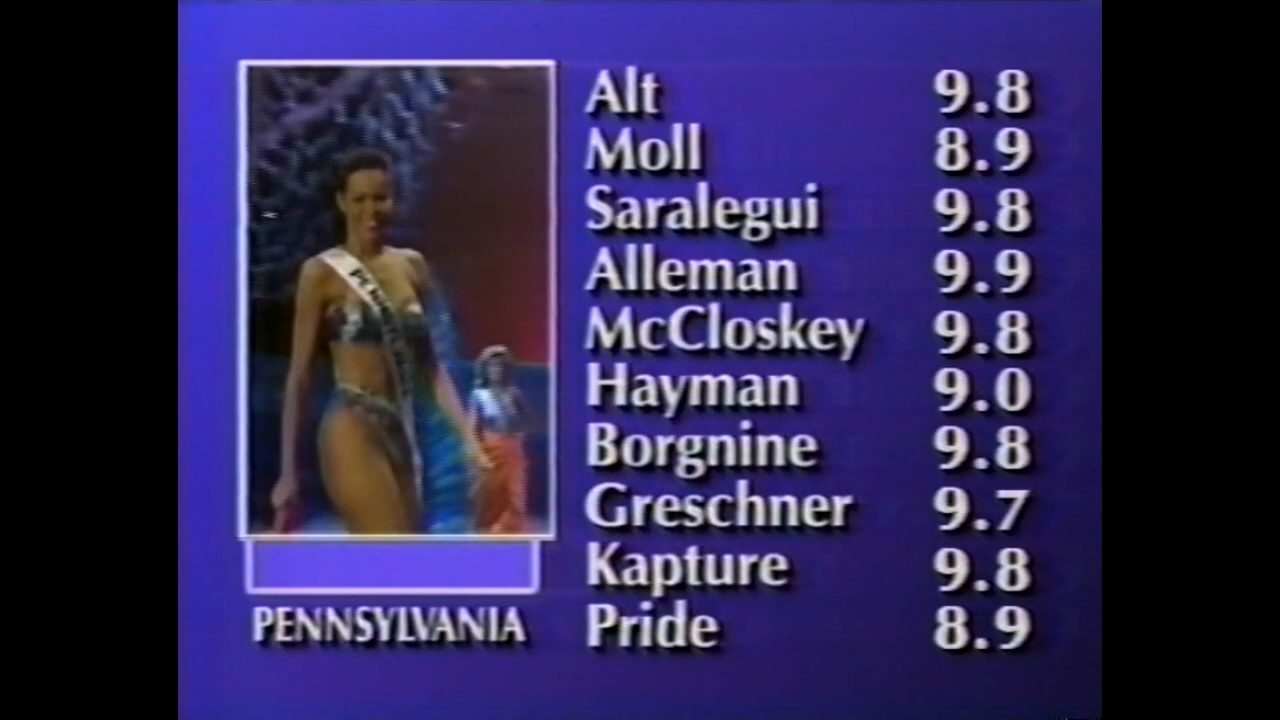 Alt 9.8
Moll 8.9
Saralegui 9.8
Alleman 9.9
McCloskey 9.8
Hayman 9.0
Borgnine 9.8
Greschner 9.7
Kapture 9.8
Pride 8.9
PENNSYLVANIA